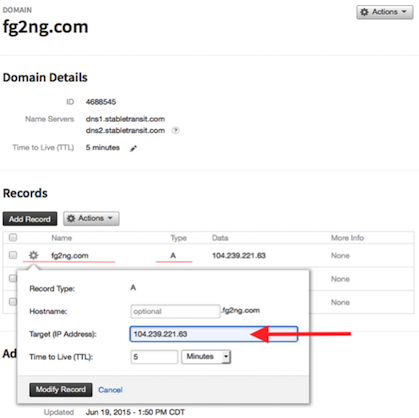 DOMAIN
fg2ng.com
Actions
Domain Details
ID 4688545
Name Servers dns1.stabletransit.com
dns2.stabletransit.com ?
Time to Live (TTL) 5 minutes
Records
Add Record Actions
Name Type Data More Info
fg2ng.com A 104.239.221.63 None
None
None
Record Type: A
Hostname: optional .fg2ng.com
Target (IP Address): 104.239.221.63
Time to Live (TTL): 5 Minutes
Modify Record Cancel
Updated Jun 19, 2015 - 1:50 PM CDT